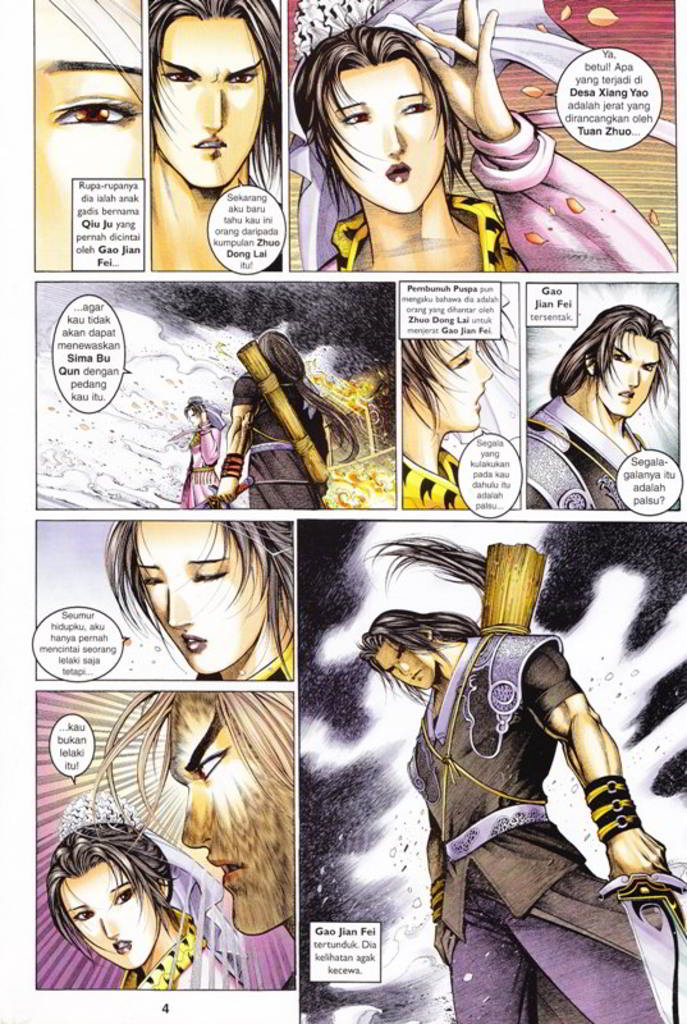 Rupa-rupanya
dia ialah anak
gadis bernama
Qiu Ju yang
pernah dicintai
oleh Gao Jian
Fei...
Sekarang
aku baru
tahu kau ini
orang daripada
kumpulan Zhuo
Dong Lai
itu!
Ya,
betul! Apa
yang terjadi di
Desa Xiang Yao
adalah jerat yang
dirancangkan oleh
Tuan Zhuo...
...agar
kau tidak
akan dapat
menewaskan
Sima Bu
Qun dengan
pedang
kau itu.
Pembunuh Puspa pun
mengaku bahawa dia adalah
orang yang dihantar oleh
Zhuo Dong Lai untuk
menjerat Gao Jian Fei.
Segala
yang
kulakukan
pada kau
dahulu itu
adalah
palsu...
Gao
Jian Fei
tersentak.
Segala-
galanya itu
adalah
palsu?
Seumur
hidupku, aku
hanya pernah
mencintai seorang
lelaki saja
tetapi...
...kau
bukan
lelaki
itu!
Gao Jian Fei
tertunduk. Dia
kelihatan agak
kecewa.
4